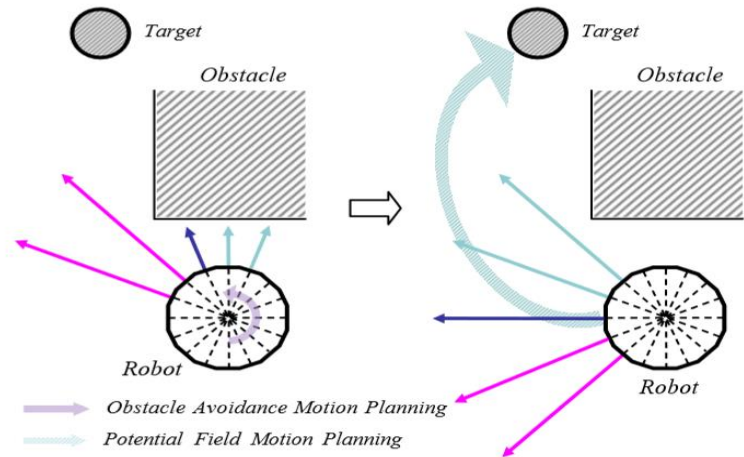 Target
Obstacle
Robot
Obstacle Avoidance Motion Planning
Potential Field Motion Planning
Target
Obstacle
Robot